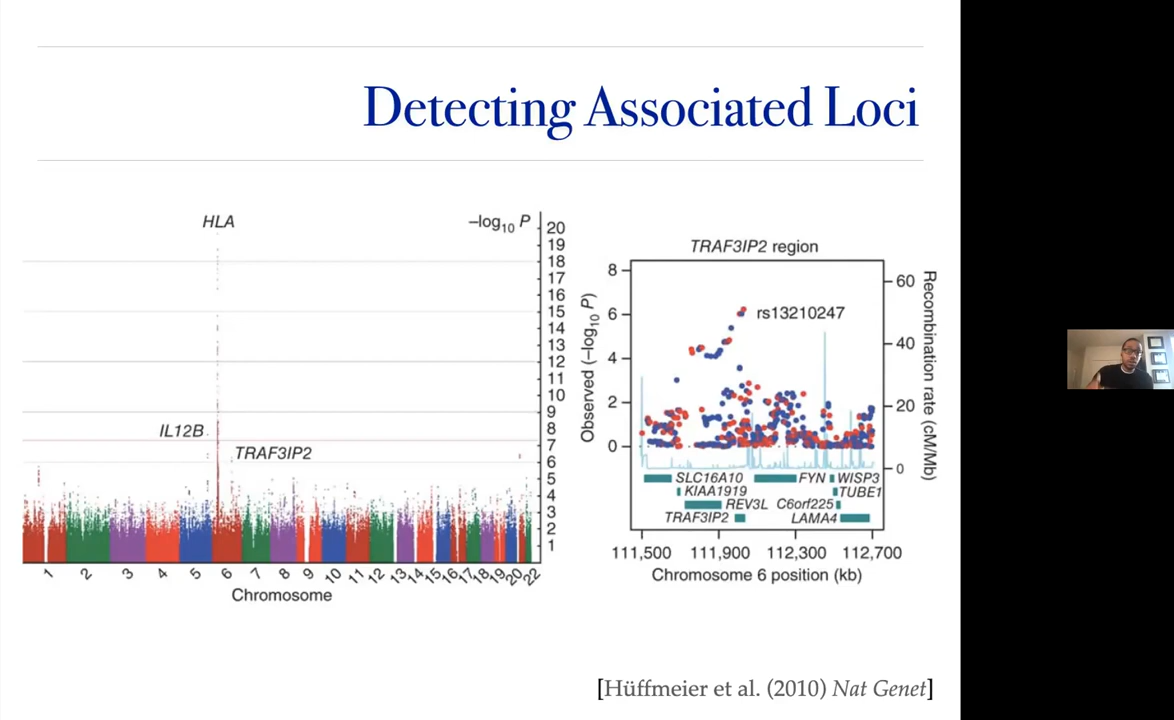 Detecting Associated Loci
HLA
–log10 P
20
19
18
17
16
15
14
13
12
11
10
9
8
7
6
5
4
3
2
1
IL12B
TRAF3IP2
1 2 3 4 5 6 7 8 9 10 11 12 13 14 15 16 17 18 19 20 22
Chromosome
TRAF3IP2 region
Observed (–log10 P)
8
6
4
2
0
rs13210247
60
40
20
0
Recombination rate (cM/Mb)
SLC16A10 FYN WISP3
KIAA1919 TUBE1
REV3L C6orf225
TRAF3IP2 LAMA4
111,500 111,900 112,300 112,700
Chromosome 6 position (kb)
[Hüffmeier et al. (2010) Nat Genet]